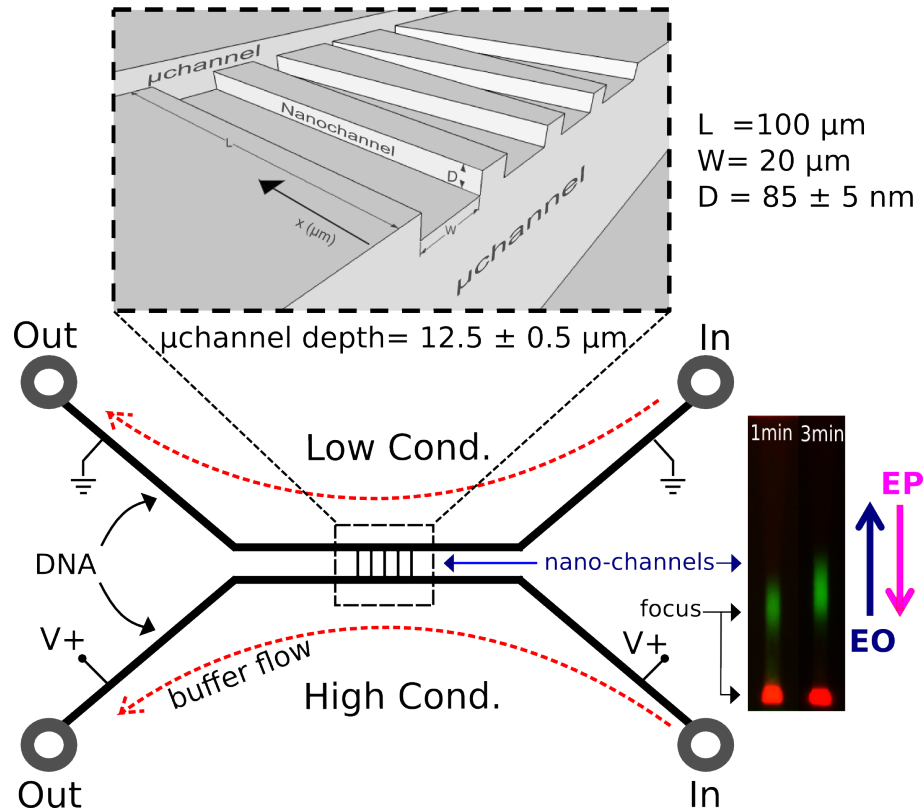 μchannel
Nanochannel
L
D
W
x (μm)
μchannel
L =100 μm
W= 20 μm
D = 85 ± 5 nm
μchannel depth= 12.5 ± 0.5 μm
Out
In
Low Cond.
1min 3min
EP
DNA
nano-channels
focus
EO
V+
V+
buffer flow
High Cond.
Out
In